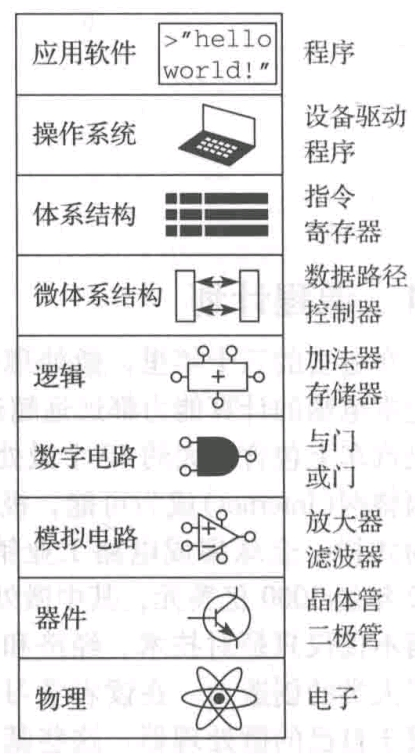 应用软件
>"hello
world!"
程序
操作系统
设备驱动
程序
体系结构
指令
寄存器
微体系结构
数据路径
控制器
逻辑
+
加法器
存储器
数字电路
与门
或门
模拟电路
+
-
放大器
滤波器
器件
晶体管
二极管
物理
电子